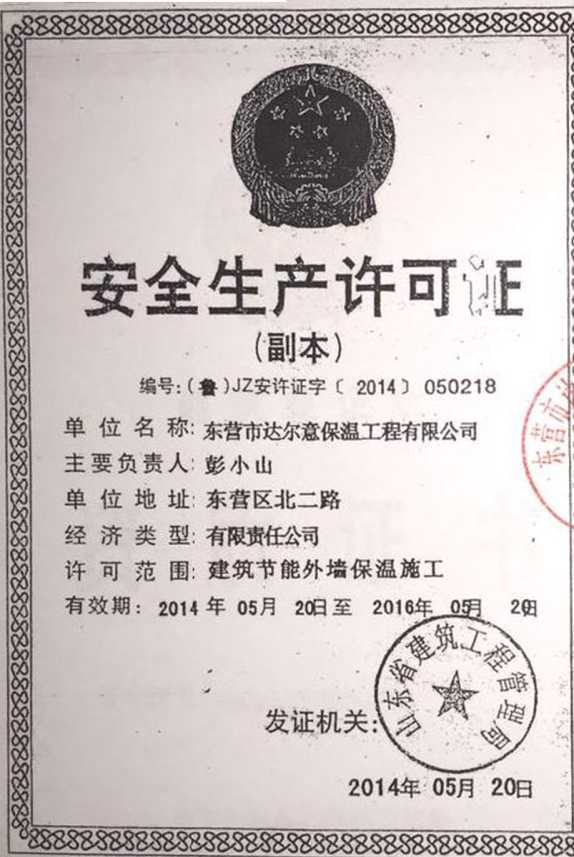 安全生产许可证
(副本)
编号:(鲁)JZ安许证字〔2014〕050218
单位名称:东营市达尔意保温工程有限公司
主要负责人:彭小山
单位地址:东营区北二路
经济类型:有限责任公司
许可范围:建筑节能外墙保温施工
有效期:2014年05月20日至2016年05月20日
山东省建筑工程管理局
发证机关:
2014年05月20日
东营市达